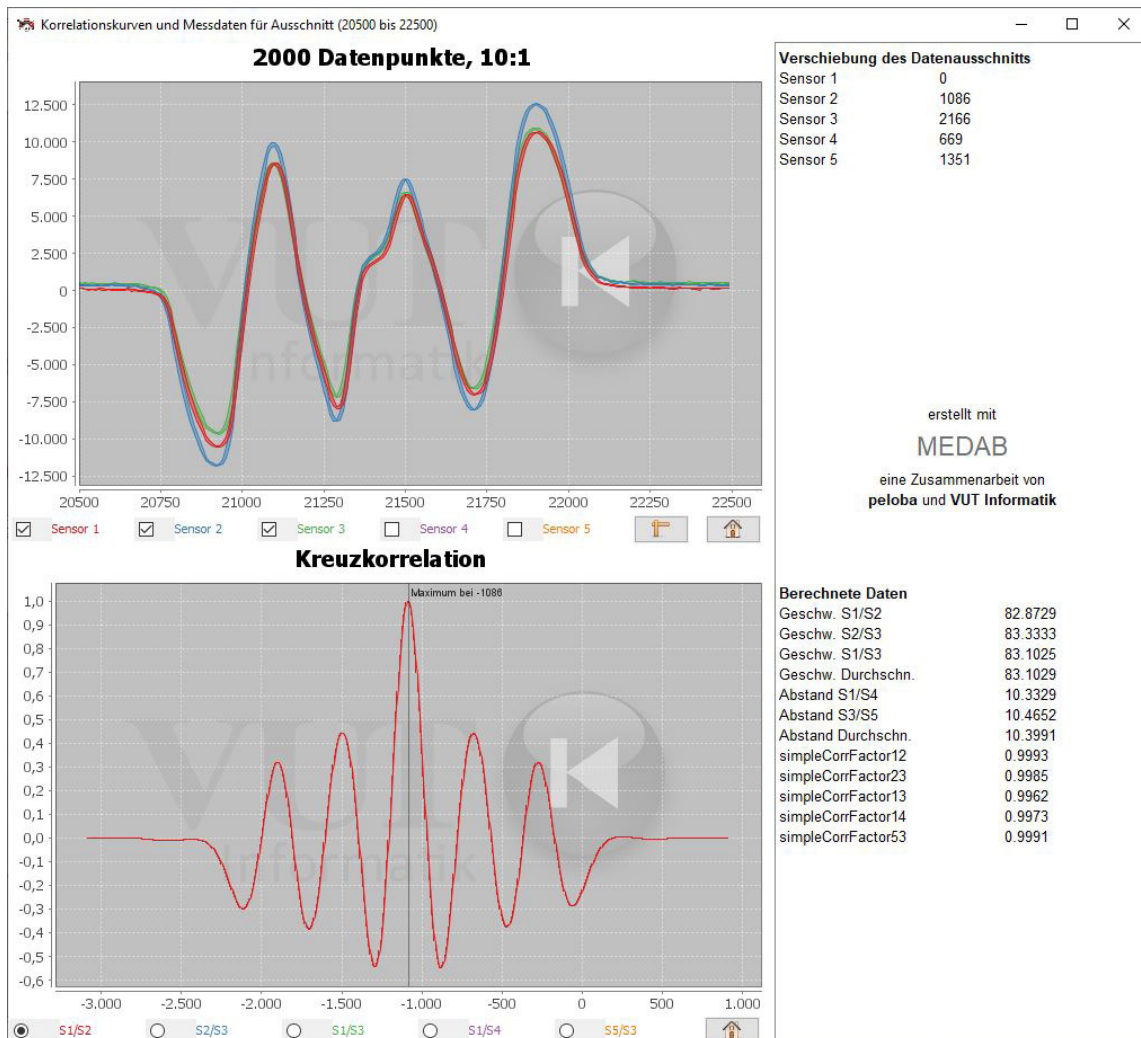 Korrelationskurven und Messdaten für Ausschnitt (20500 bis 22500)
2000 Datenpunkte, 10:1
12.500
10.000
7.500
5.000
2.500
0
-2.500
-5.000
-7.500
-10.000
-12.500
VUT
Informatik
20500 20750 21000 21250 21500 21750 22000 22250 22500
Sensor 1 Sensor 2 Sensor 3 Sensor 4 Sensor 5
Kreuzkorrelation
Maximum bei -1086
1,0
0,9
0,8
0,7
0,6
0,5
0,4
0,3
0,2
0,1
0,0
-0,1
-0,2
-0,3
-0,4
-0,5
-0,6
VUT
Informatik
-3.000 -2.500 -2.000 -1.500 -1.000 -500 0 500 1.000
S1/S2 S2/S3 S1/S3 S1/S4 S5/S3
Verschiebung des Datenausschnitts
Sensor 1 0
Sensor 2 1086
Sensor 3 2166
Sensor 4 669
Sensor 5 1351
erstellt mit
MEDAB
eine Zusammenarbeit von
peloba und VUT Informatik
Berechnete Daten
Geschw. S1/S2 82.8729
Geschw. S2/S3 83.3333
Geschw. S1/S3 83.1025
Geschw. Durchschn. 83.1029
Abstand S1/S4 10.3329
Abstand S3/S5 10.4652
Abstand Durchschn. 10.3991
simpleCorrFactor12 0.9993
simpleCorrFactor23 0.9985
simpleCorrFactor13 0.9962
simpleCorrFactor14 0.9973
simpleCorrFactor53 0.9991